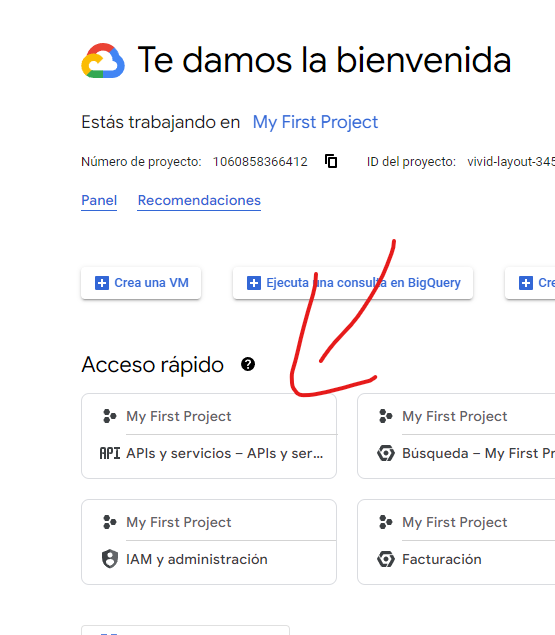 Te damos la bienvenida
Estás trabajando en My First Project
Número de proyecto: 1060858366412 ID del proyecto: vivid-layout-345
Panel Recomendaciones
Crea una VM Ejecuta una consulta en BigQuery Cre
Acceso rápido ?
My First Project My First Project
API APIs y servicios – APIs y ser... Búsqueda – My First Pr
My First Project My First Project
IAM y administración Facturación